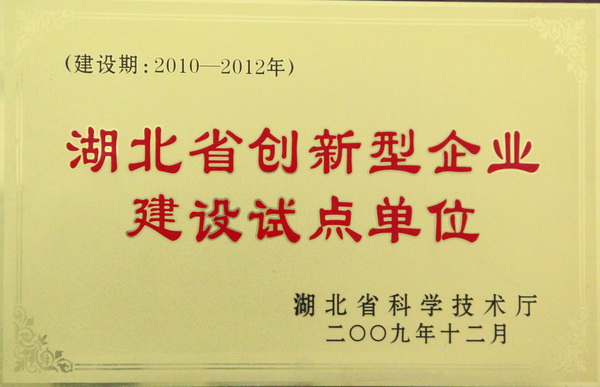 (建设期:2010—2012年)
湖北省创新型企业
建设试点单位
湖北省科学技术厅
二〇〇九年十二月